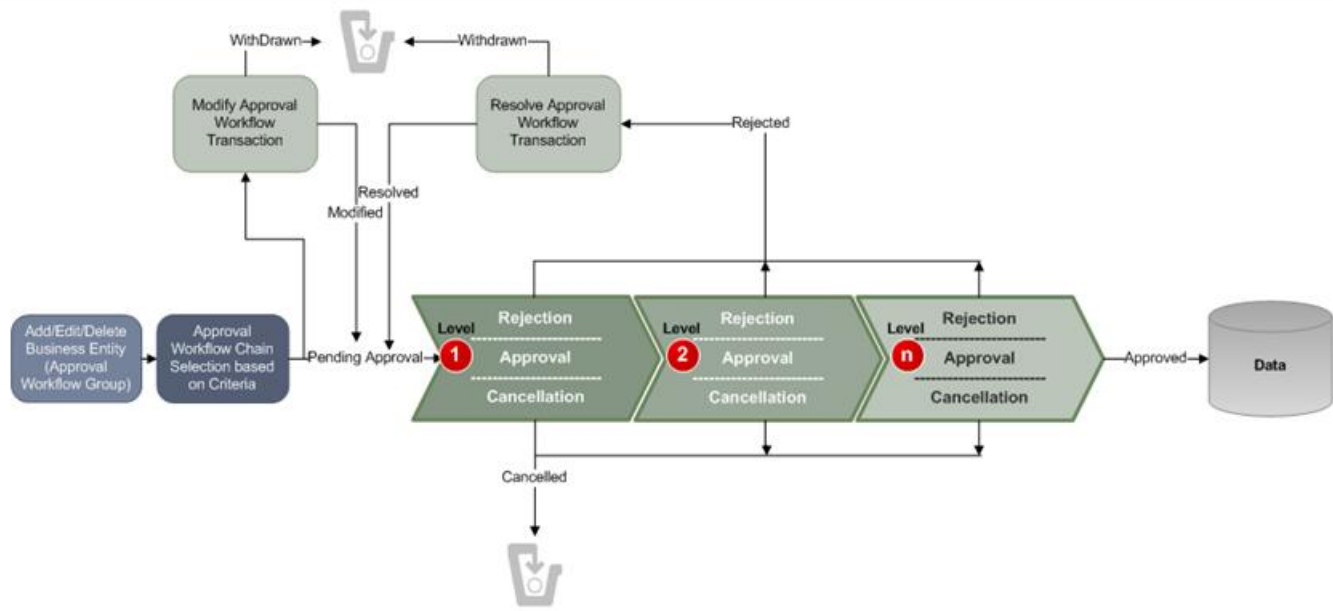 WithDrawn
Withdrawn
Modify Approval
Workflow
Transaction
Resolve Approval
Workflow
Transaction
Rejected
Resolved
Modified
Add/Edit/Delete
Business Entity
(Approval
Workflow Group)
Approval
Workflow Chain
Selection based
on Criteria
Pending Approval
Level
1
Rejection
Approval
Cancellation
Level
2
Rejection
Approval
Cancellation
Level
n
Rejection
Approval
Cancellation
Approved
Data
Cancelled